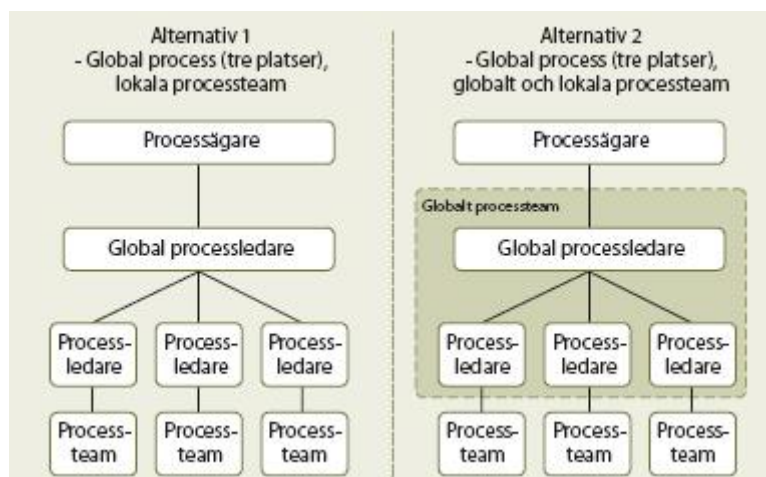 Alternativ 1
- Global process (tre platser),
lokala processteam
Processägare
Global processledare
Process-
ledare
Process-
ledare
Process-
ledare
Process-
team
Process-
team
Process-
team
Alternativ 2
- Global process (tre platser),
globalt och lokala processteam
Processägare
Globalt processteam
Global processledare
Process-
ledare
Process-
ledare
Process-
ledare
Process-
team
Process-
team
Process-
team